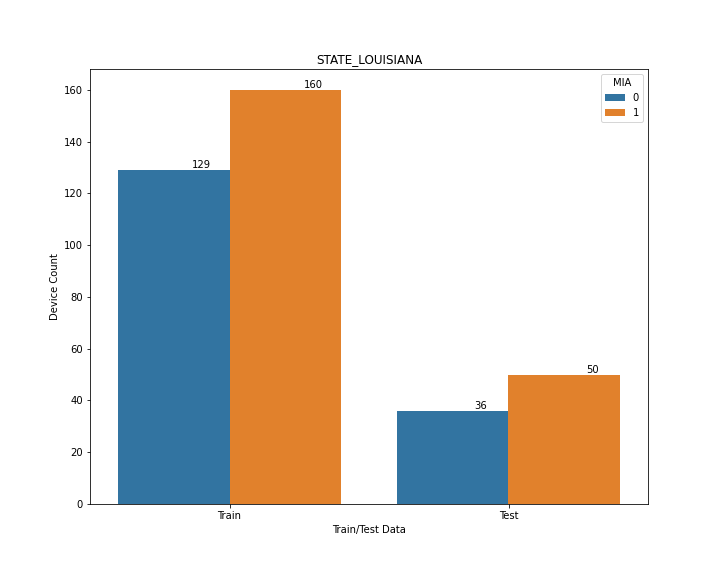 STATE_LOUISIANA
MIA
0
1
160
129
50
36
160
140
120
100
80
60
40
20
0
Device Count
Train
Test
Train/Test Data